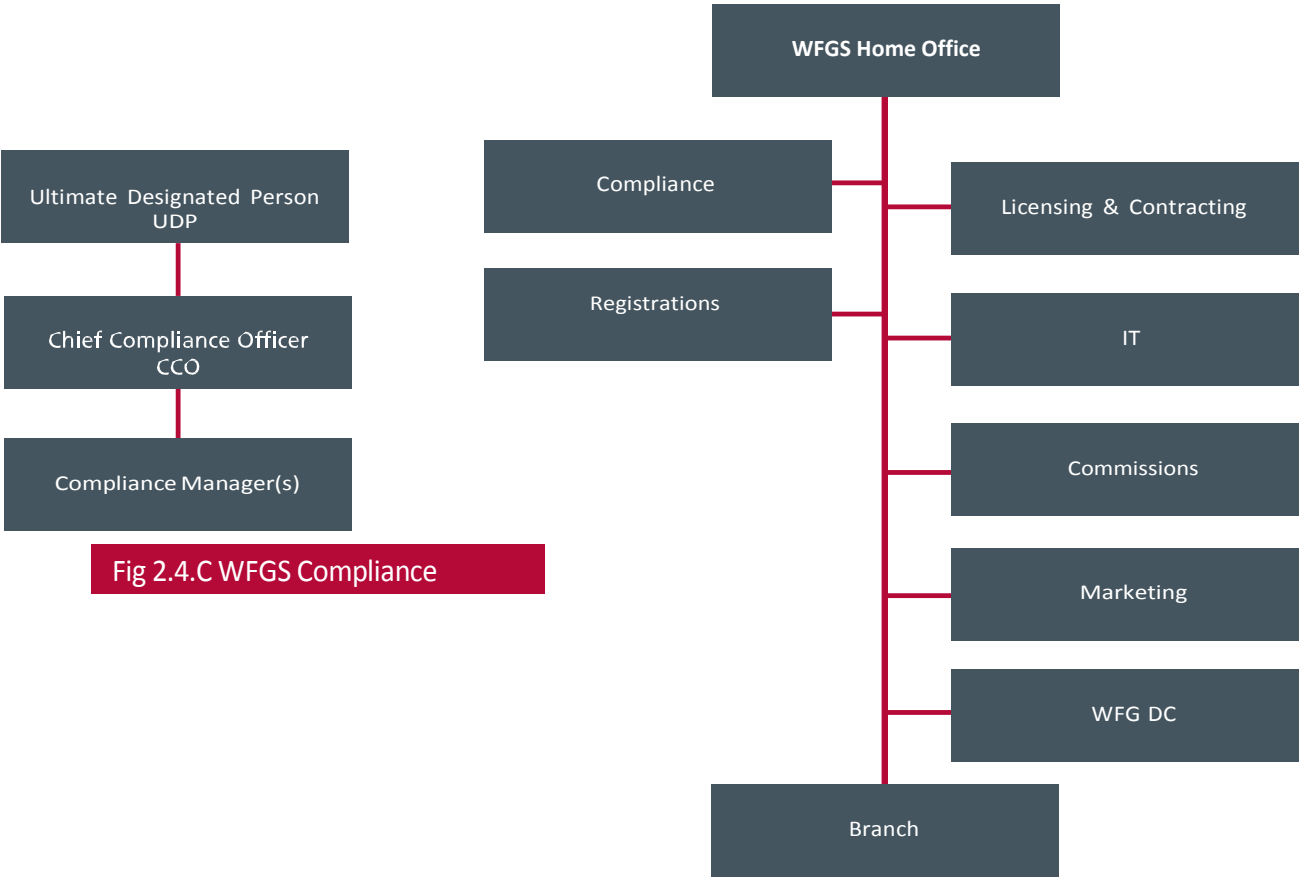 WFGS Home Office
Ultimate Designated Person
UDP
Chief Compliance Officer
CCO
Compliance Manager(s)
Fig 2.4.C WFGS Compliance
Compliance
Registrations
Licensing & Contracting
IT
Commissions
Marketing
WFG DC
Branch